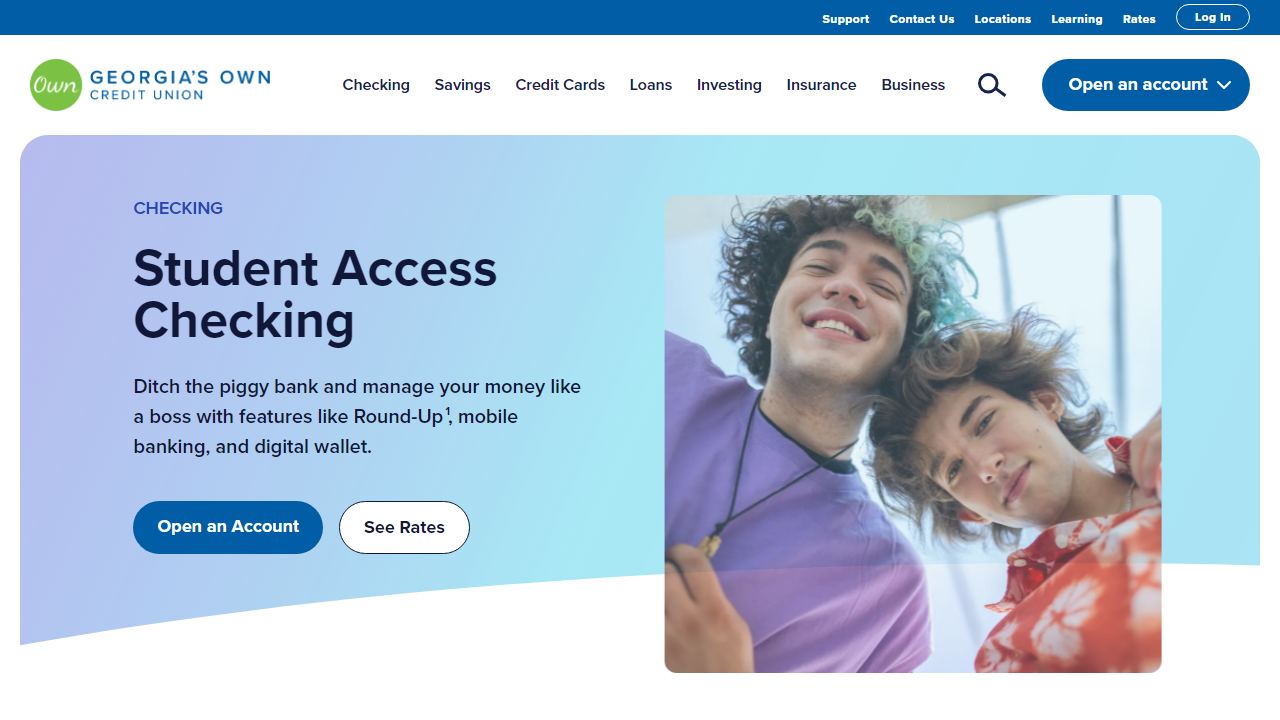 Support Contact Us Locations Learning Rates Log In
Own GEORGIA'S OWN
CREDIT UNION
Checking Savings Credit Cards Loans Investing Insurance Business Open an account
CHECKING
Student Access
Checking
Ditch the piggy bank and manage your money like
a boss with features like Round-Up¹, mobile
banking, and digital wallet.
Open an Account See Rates